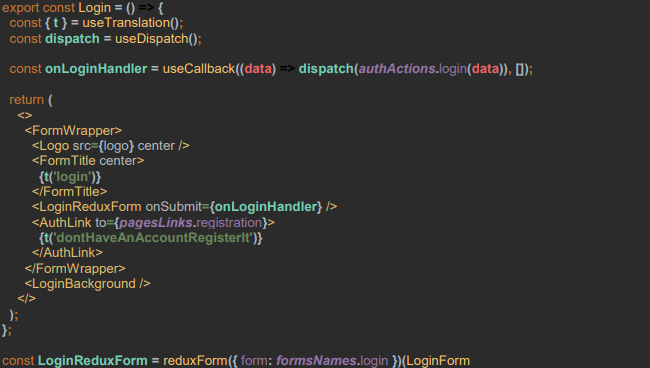 export const Login = () => {
const { t } = useTranslation();
const dispatch = useDispatch();
const onLoginHandler = useCallback((data) => dispatch(authActions.login(data)), []);
return (
<>
<FormWrapper>
<Logo src={logo} center />
<FormTitle center>
{t('login')}
</FormTitle>
<LoginReduxForm onSubmit={onLoginHandler} />
<AuthLink to={pagesLinks.registration}>
{t('dontHaveAnAccountRegisterIt')}
</AuthLink>
</FormWrapper>
<LoginBackground />
</>
);
};
const LoginReduxForm = reduxForm({ form: formsNames.login })(LoginForm